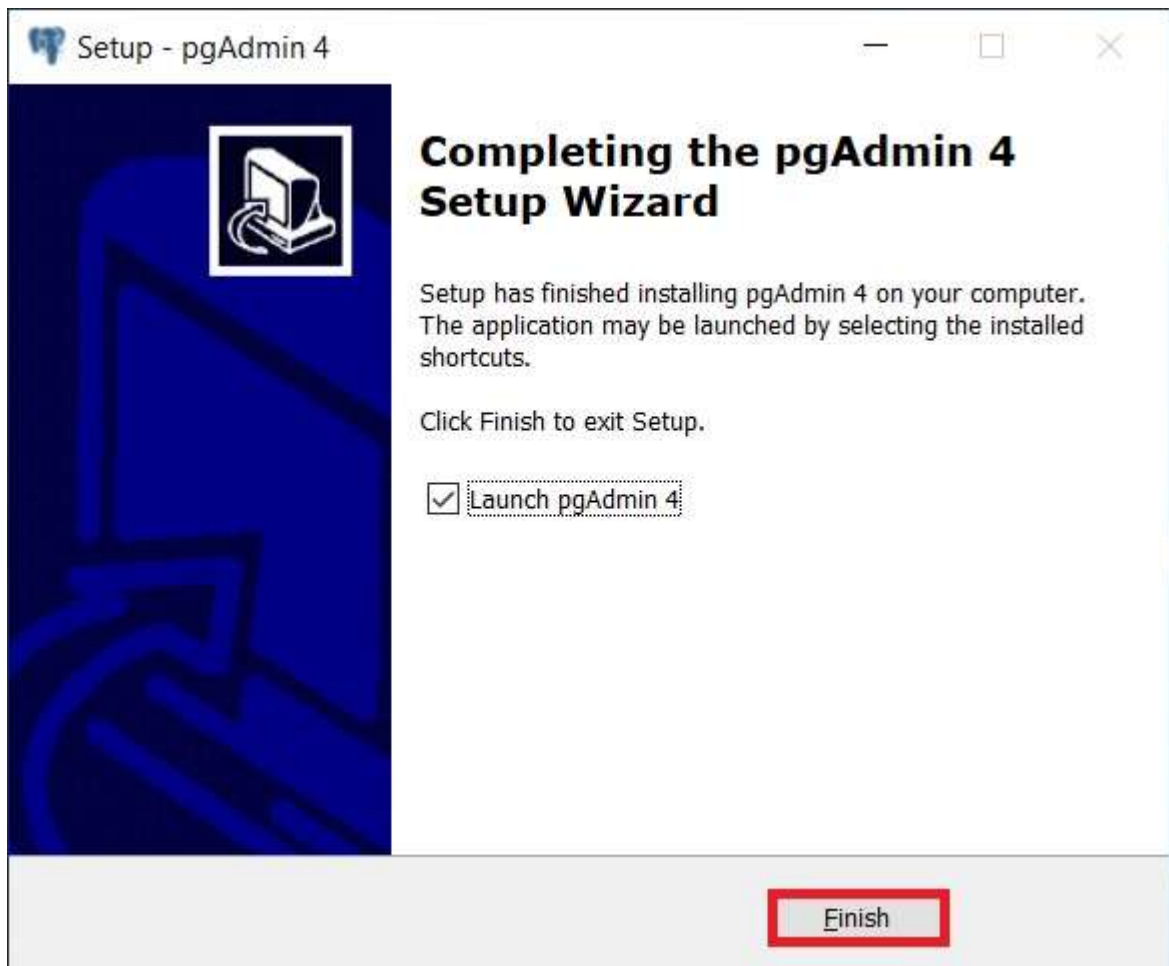 Setup - pgAdmin 4
Completing the pgAdmin 4
Setup Wizard
Setup has finished installing pgAdmin 4 on your computer.
The application may be launched by selecting the installed
shortcuts.
Click Finish to exit Setup.
Launch pgAdmin 4
Finish